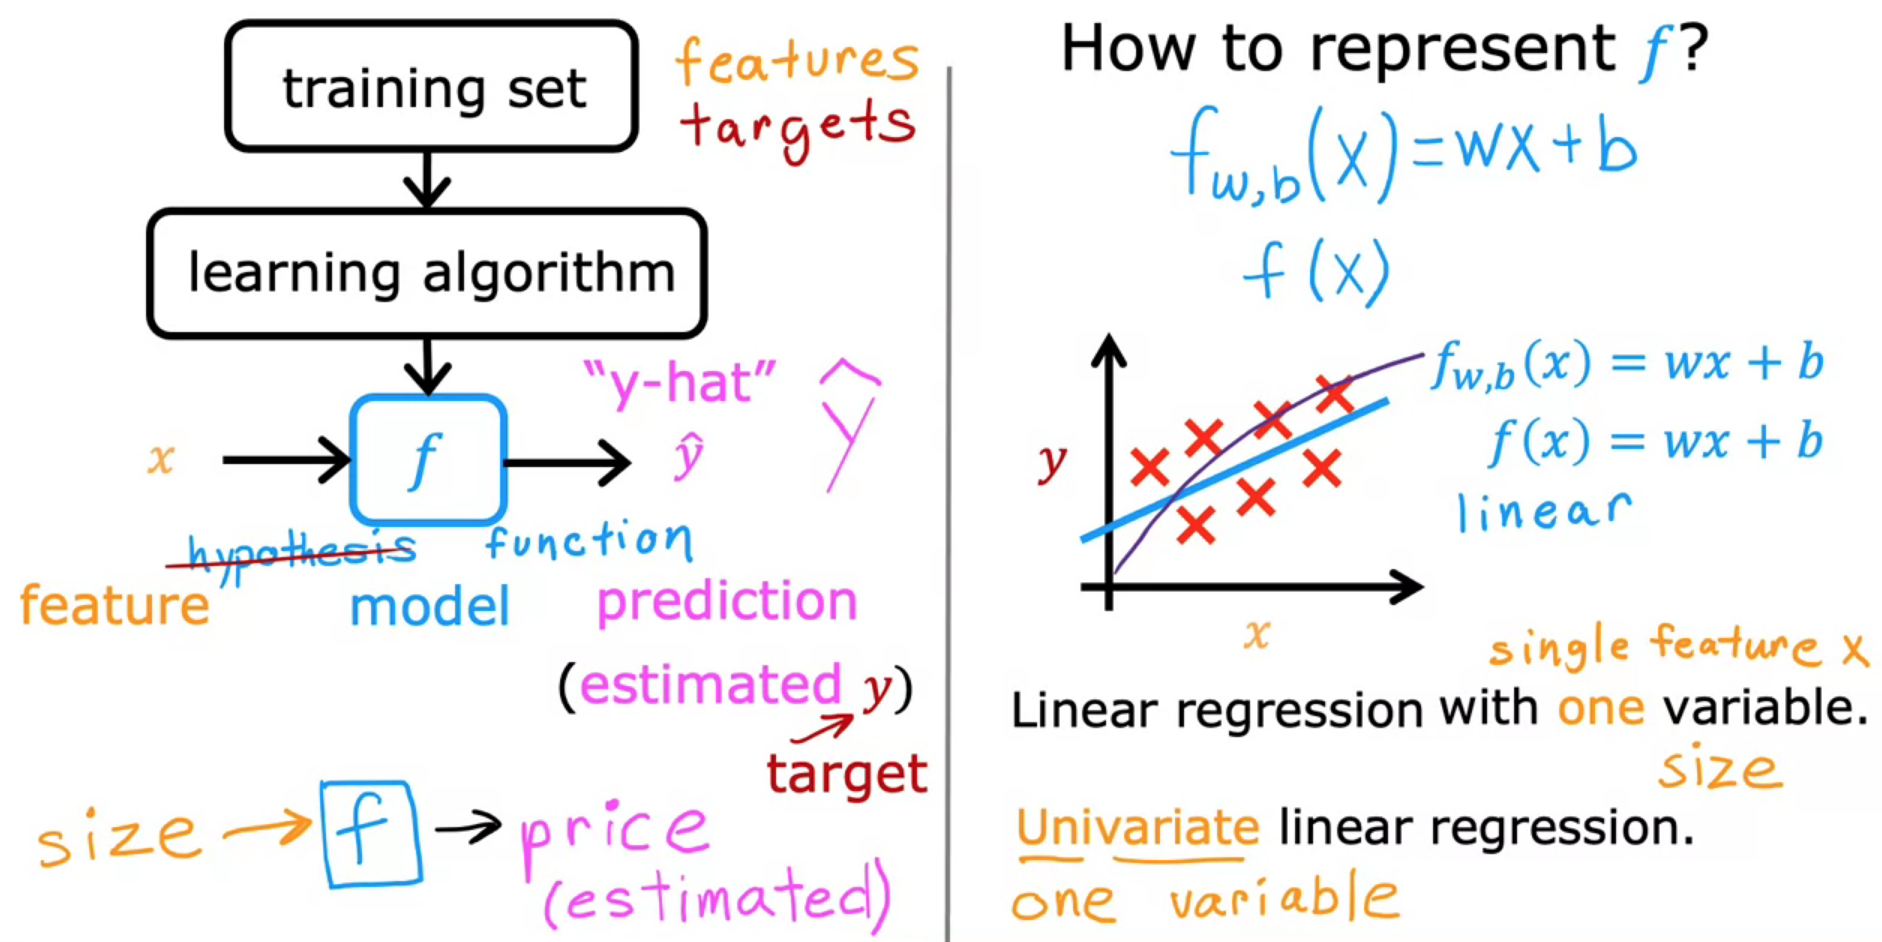 training set
features
targets
learning algorithm
"y-hat"
ŷ
x
f
ŷ
hypothesis
function
feature
model
prediction
(estimated y)
target
size
f
price
(estimated)
How to represent f?
f_{w,b}(x) = wx + b
f(x)
f_{w,b}(x) = wx + b
f(x) = wx + b
linear
y
x
single feature x
Linear regression with one variable.
size
Univariate linear regression.
one variable